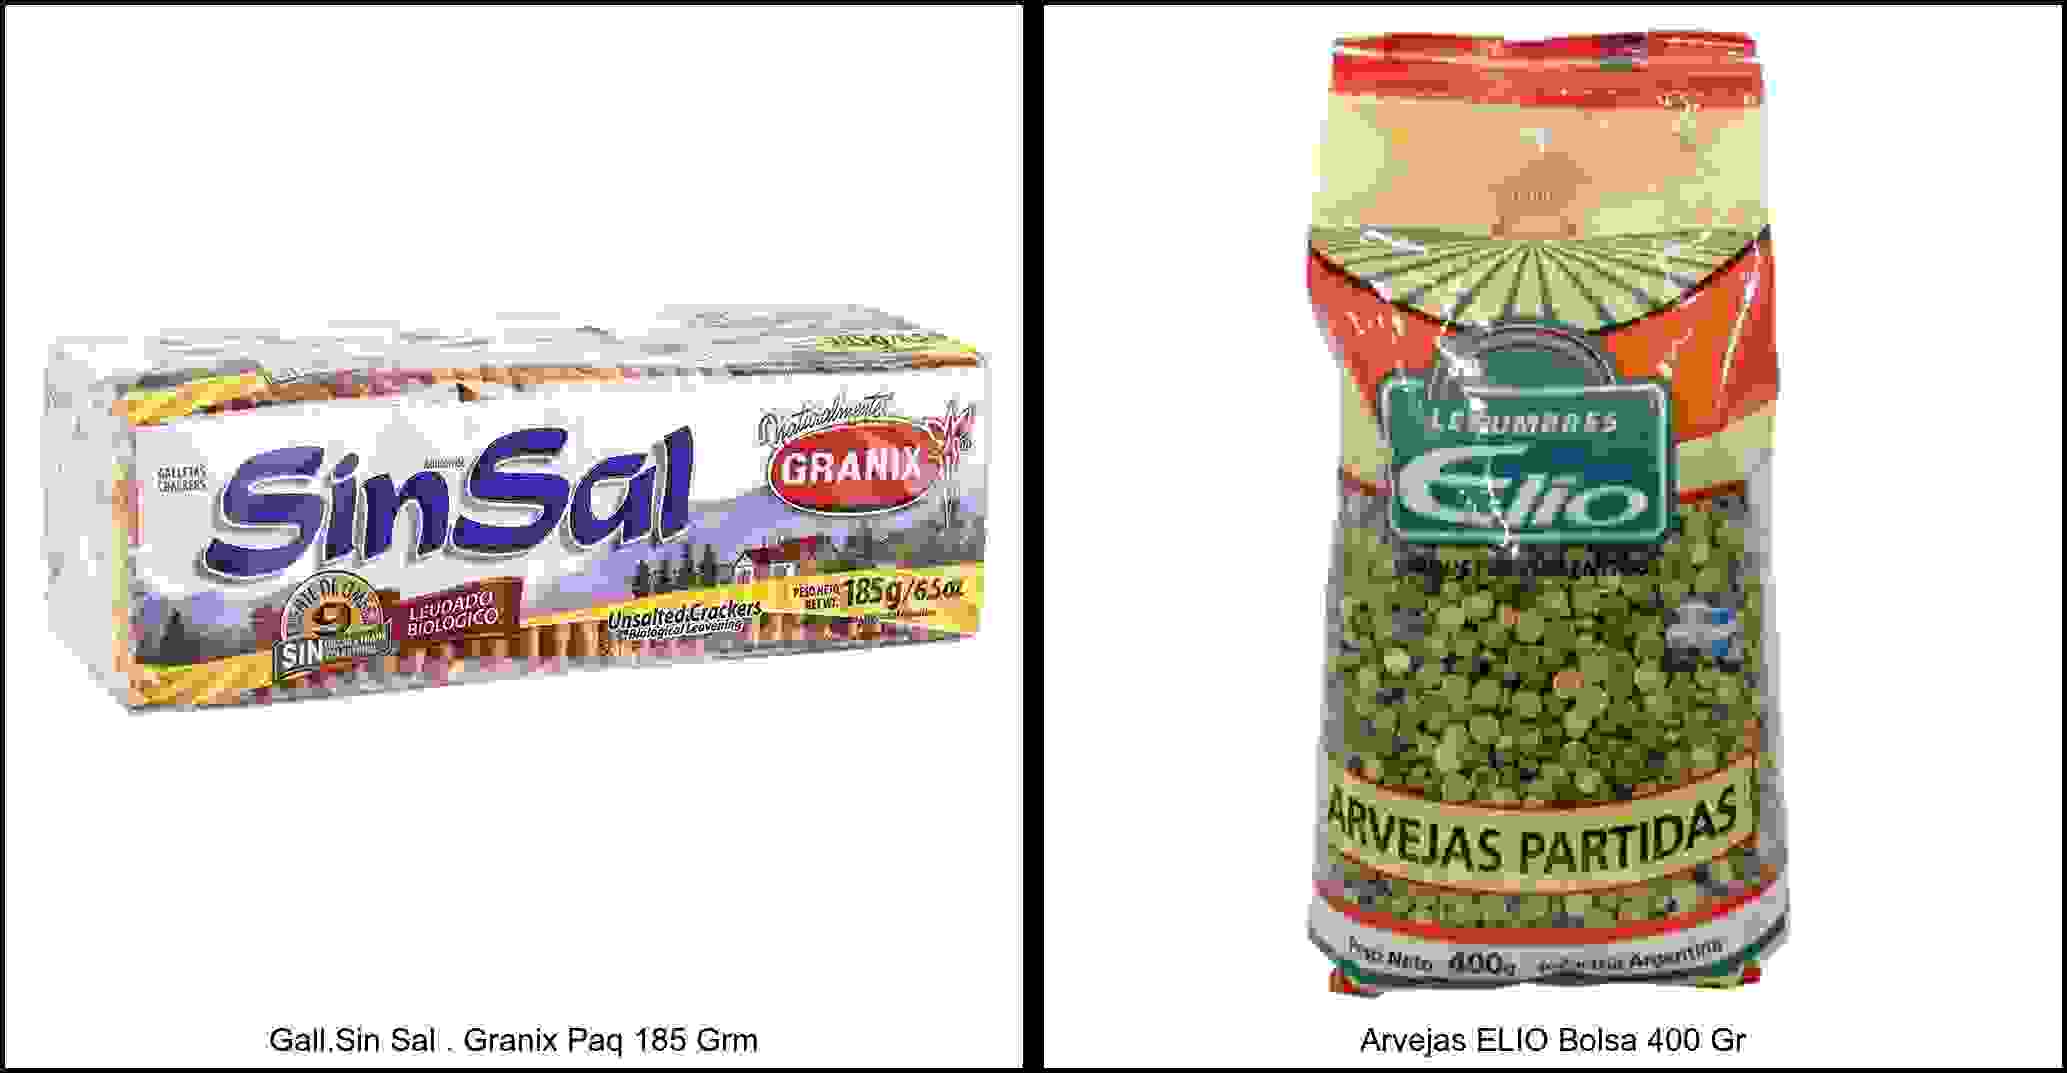 GALLETAS
CRACKERS
SinSal
Naturalmente
GRANIX
SIN
LEUDADO
BIOLOGICO
Unsalted Crackers
Biological Leavening
PESO NETO
NET WT.
185g/6.5oz
Gall.Sin Sal . Granix Paq 185 Grm
LEGUMBRES
Elio
ARVEJAS PARTIDAS
Peso Neto 400g Industria Argentina
Arvejas ELIO Bolsa 400 Gr